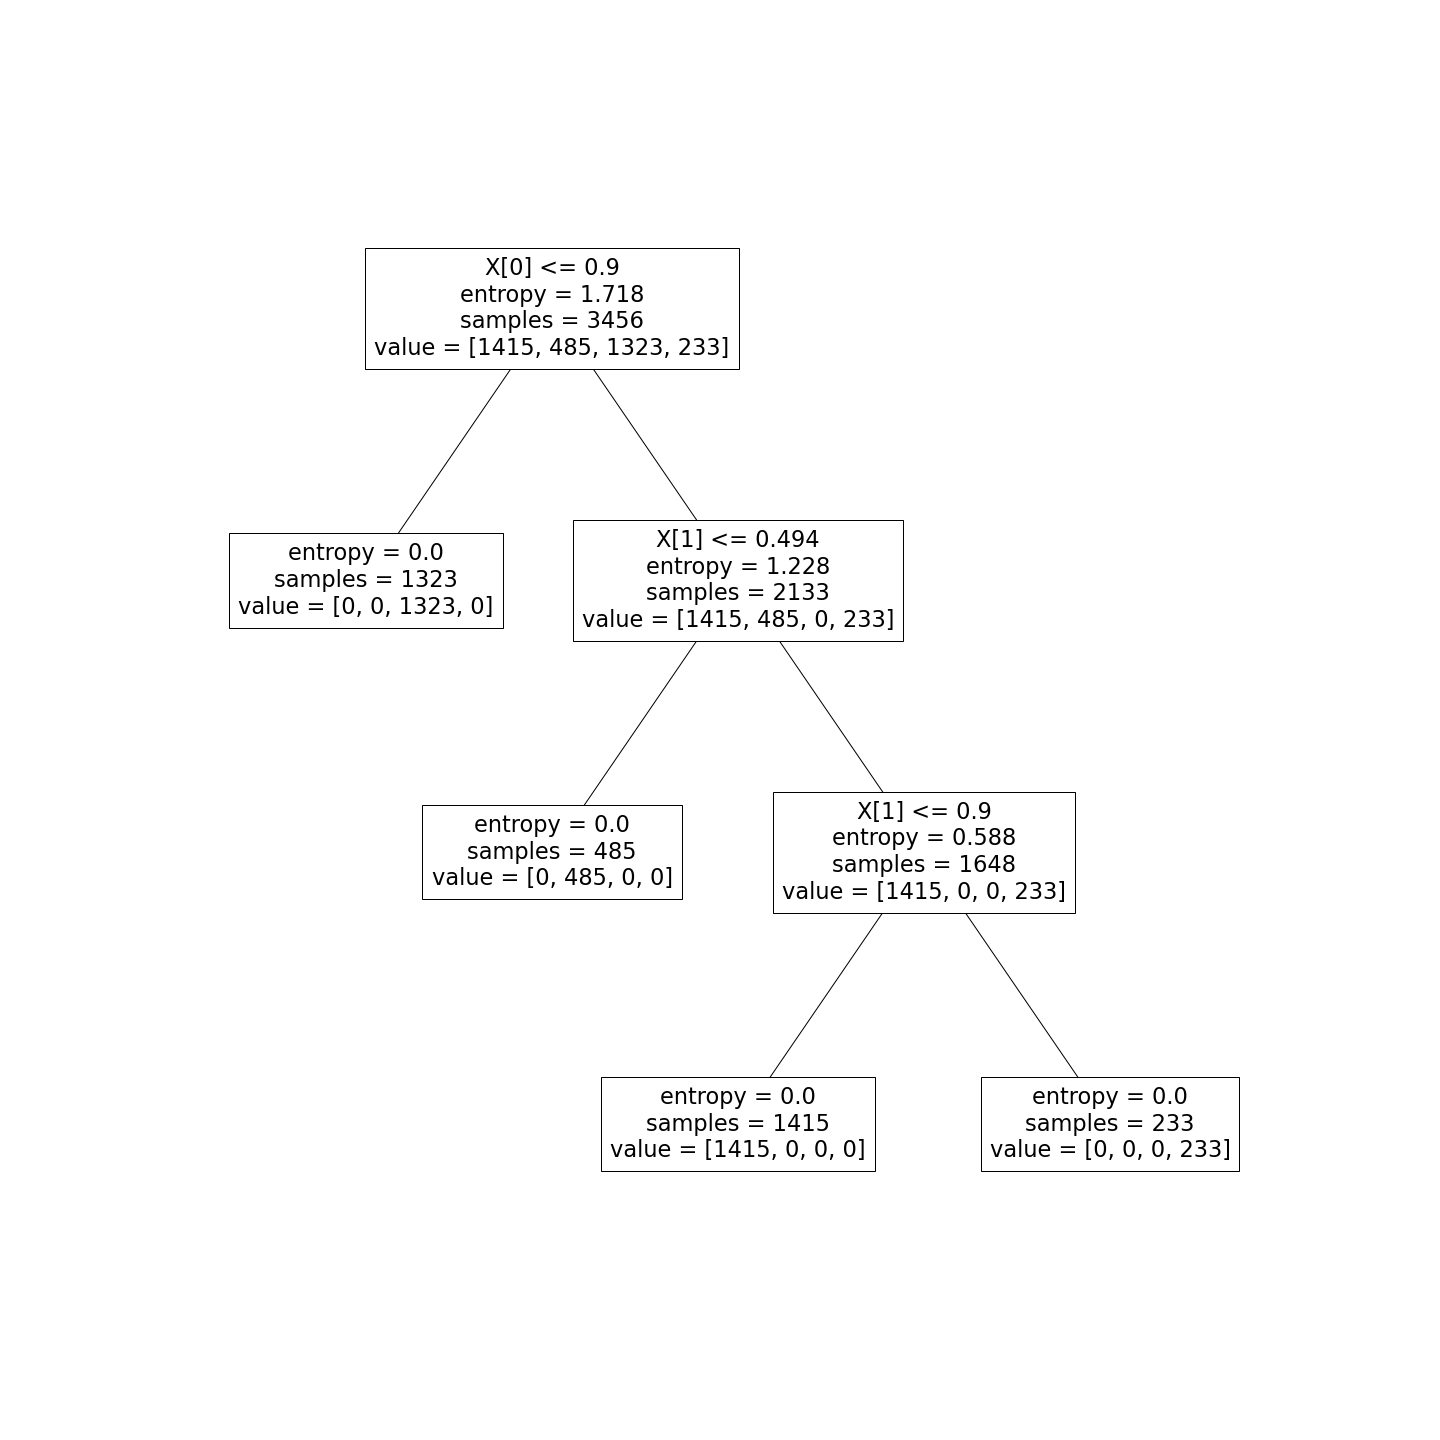 X[0] <= 0.9
entropy = 1.718
samples = 3456
value = [1415, 485, 1323, 233]
entropy = 0.0
samples = 1323
value = [0, 0, 1323, 0]
X[1] <= 0.494
entropy = 1.228
samples = 2133
value = [1415, 485, 0, 233]
entropy = 0.0
samples = 485
value = [0, 485, 0, 0]
X[1] <= 0.9
entropy = 0.588
samples = 1648
value = [1415, 0, 0, 233]
entropy = 0.0
samples = 1415
value = [1415, 0, 0, 0]
entropy = 0.0
samples = 233
value = [0, 0, 0, 233]